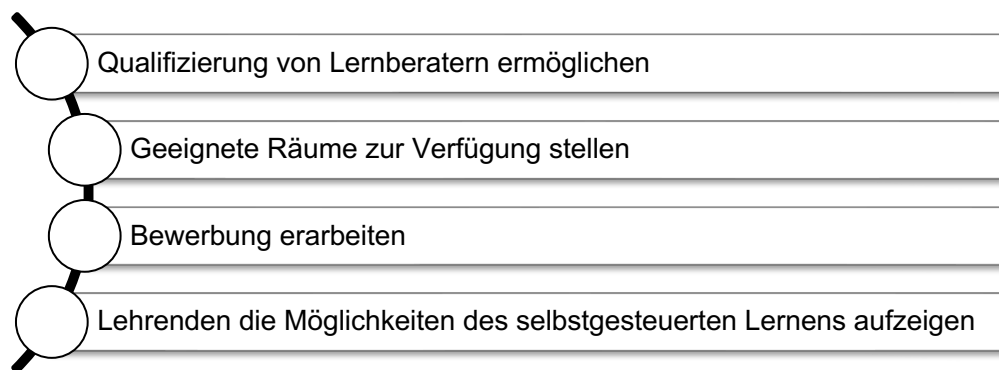 Qualifizierung von Lernberatern ermöglichen
Geeignete Räume zur Verfügung stellen
Bewerbung erarbeiten
Lehrenden die Möglichkeiten des selbstgesteuerten Lernens aufzeigen